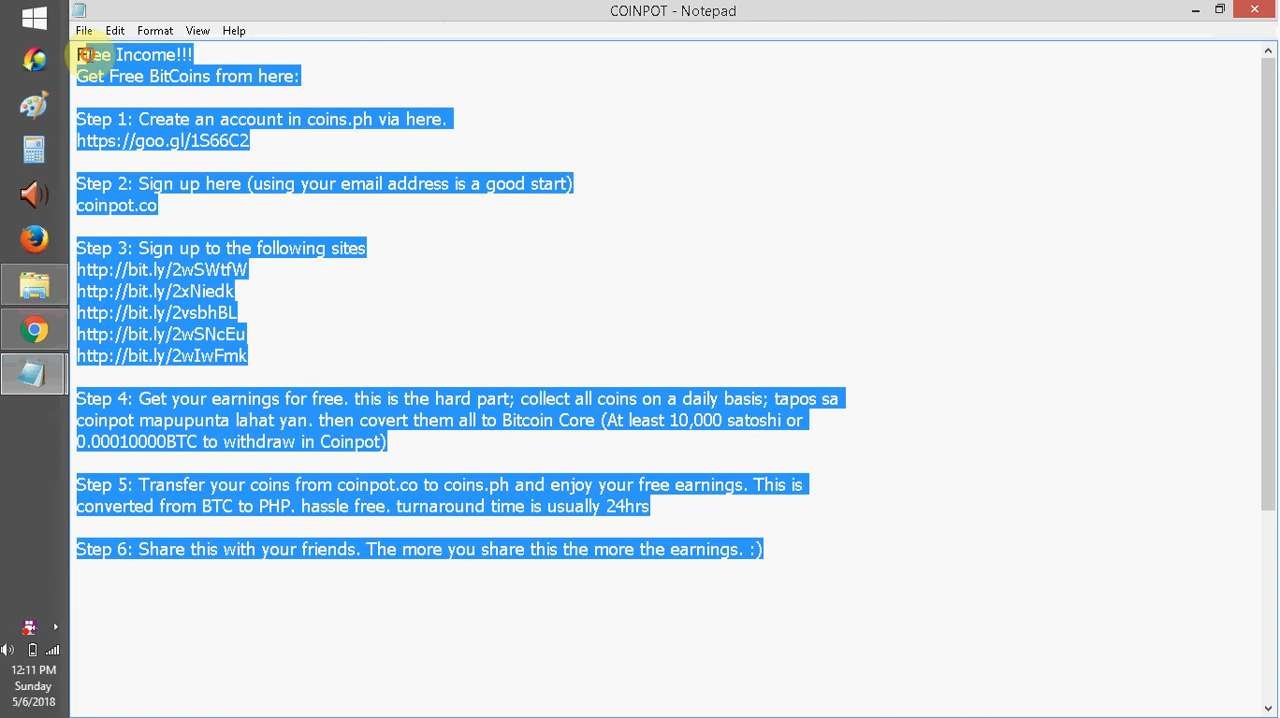 COINPOT - Notepad
File Edit Format View Help
Free Income!!!
Get Free BitCoins from here:
Step 1: Create an account in coins.ph via here.
https://goo.gl/1S66C2
Step 2: Sign up here (using your email address is a good start)
coinpot.co
Step 3: Sign up to the following sites
http://bit.ly/2wSWtfW
http://bit.ly/2xNiedk
http://bit.ly/2vsbhBL
http://bit.ly/2wSNcEu
http://bit.ly/2wIwFmk
Step 4: Get your earnings for free. this is the hard part; collect all coins on a daily basis; tapos sa
coinpot mapupunta lahat yan. then covert them all to Bitcoin Core (At least 10,000 satoshi or
0.00010000BTC to withdraw in Coinpot)
Step 5: Transfer your coins from coinpot.co to coins.ph and enjoy your free earnings. This is
converted from BTC to PHP. hassle free. turnaround time is usually 24hrs
Step 6: Share this with your friends. The more you share this the more the earnings. :)
12:11 PM
Sunday
5/6/2018